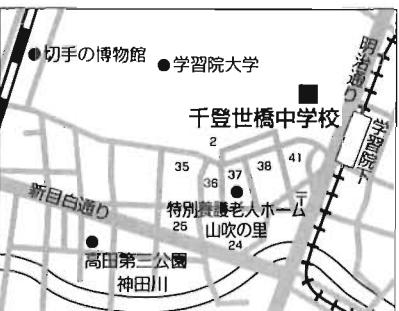 切手の博物館
学習院大学
明治通り
千登世橋中学校
学習院下
2
35
36
37
38
41
〒
新目白通り
特別養護老人ホーム
山吹の里
25
24
高田第三公園
神田川